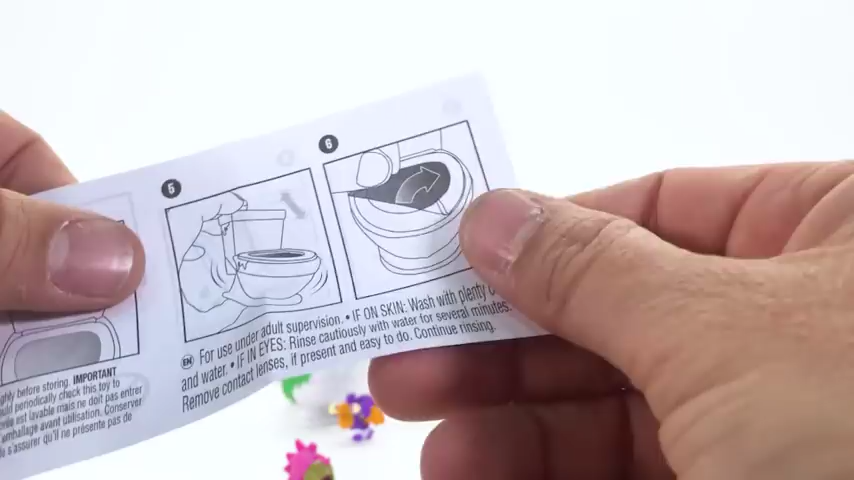 5
6
EN For use under adult supervision. • IF ON SKIN: Wash with plenty
and water. • IF IN EYES: Rinse cautiously with water for several minutes.
Remove contact lenses, if present and easy to do. Continue rinsing.
before storing. IMPORTANT
periodically check this toy to
est lavable mais ne doit pas entrer
emballage avant utilisation. Conserver
s'assurer qu'il ne présente pas de